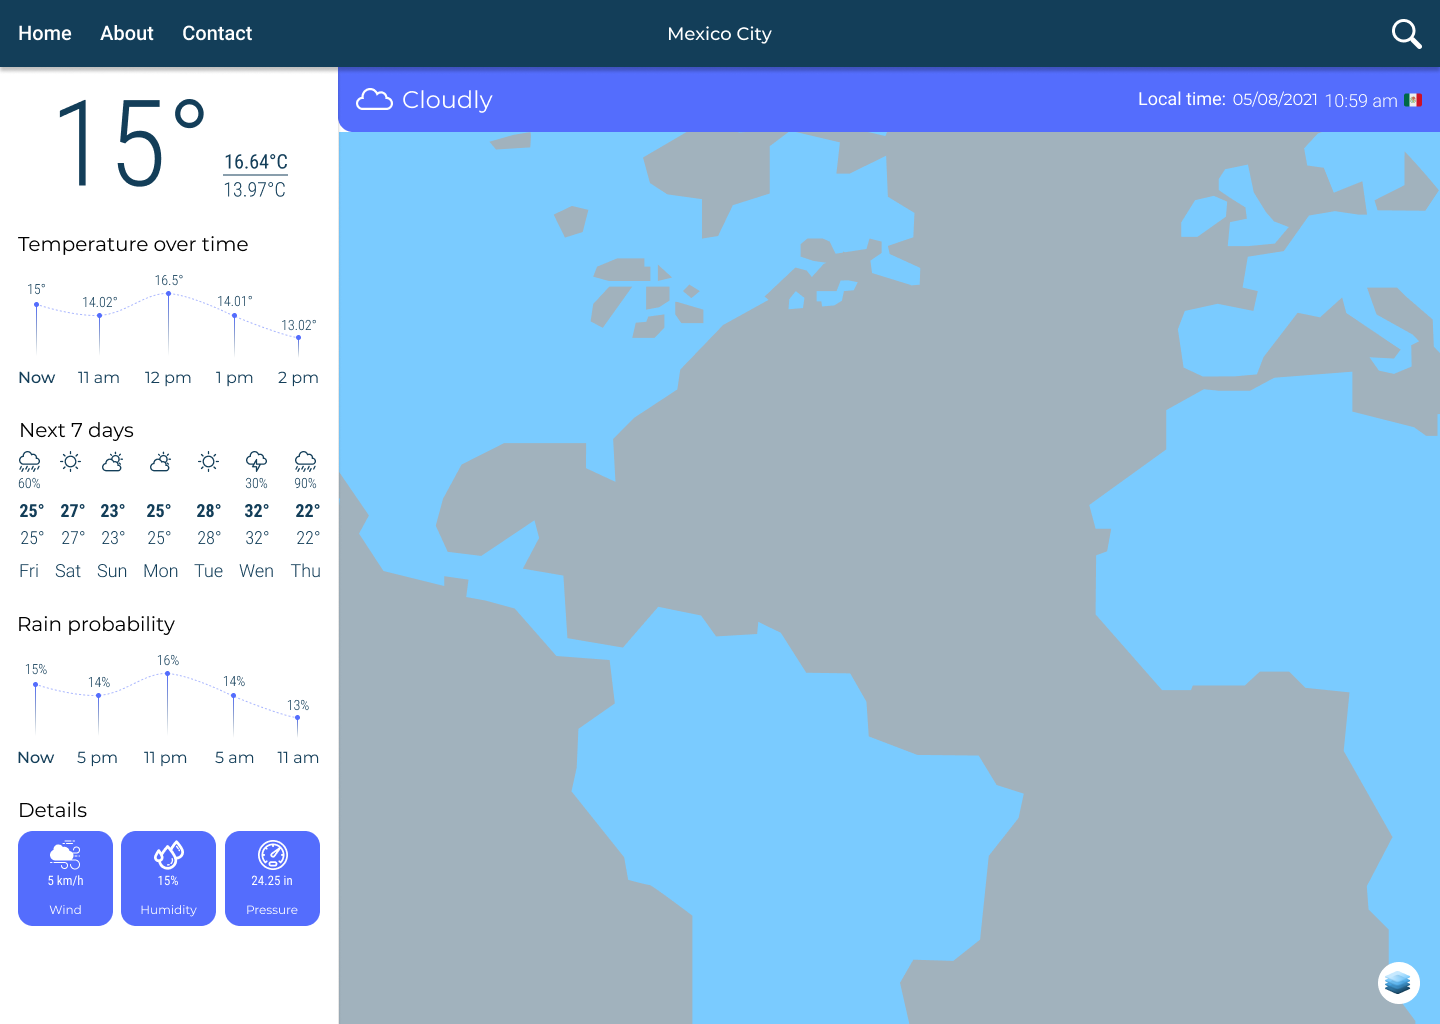 Home About Contact Mexico City
Cloudly Local time: 05/08/2021 10:59 am
15°
16.64°C
13.97°C
Temperature over time
15° 14.02° 16.5° 14.01° 13.02°
Now 11 am 12 pm 1 pm 2 pm
Next 7 days
60% 30% 90%
25° 27° 23° 25° 28° 32° 22°
25° 27° 23° 25° 28° 32° 22°
Fri Sat Sun Mon Tue Wen Thu
Rain probability
15% 14% 16% 14% 13%
Now 5 pm 11 pm 5 am 11 am
Details
5 km/h 15% 24.25 in
Wind Humidity Pressure